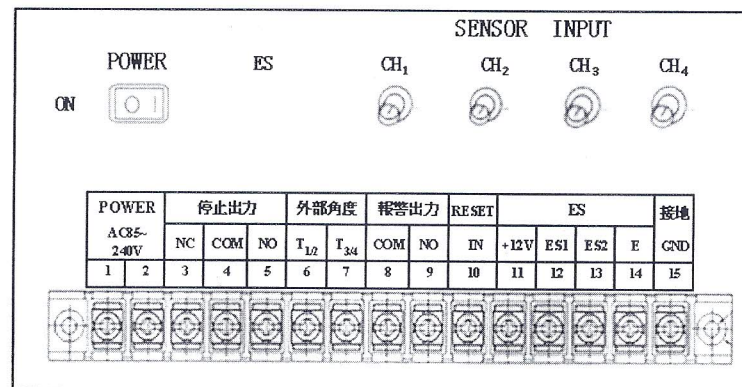 SENSOR INPUT
POWER ES CH1 CH2 CH3 CH4
ON
POWER 停止出力 外部角度 報警出力 RESET ES 接地
AC85~
240V NC COM NO T1/2 T3/4 COM NO IN +12V ES1 ES2 E GND
1 2 3 4 5 6 7 8 9 10 11 12 13 14 15